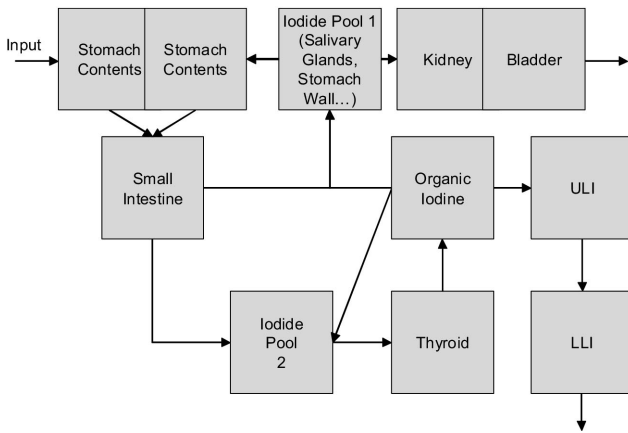 Input
Stomach
Contents
Stomach
Contents
Iodide Pool 1
(Salivary
Glands,
Stomach
Wall...)
Kidney
Bladder
Small
Intestine
Organic
Iodine
ULI
Iodide
Pool
2
Thyroid
LLI